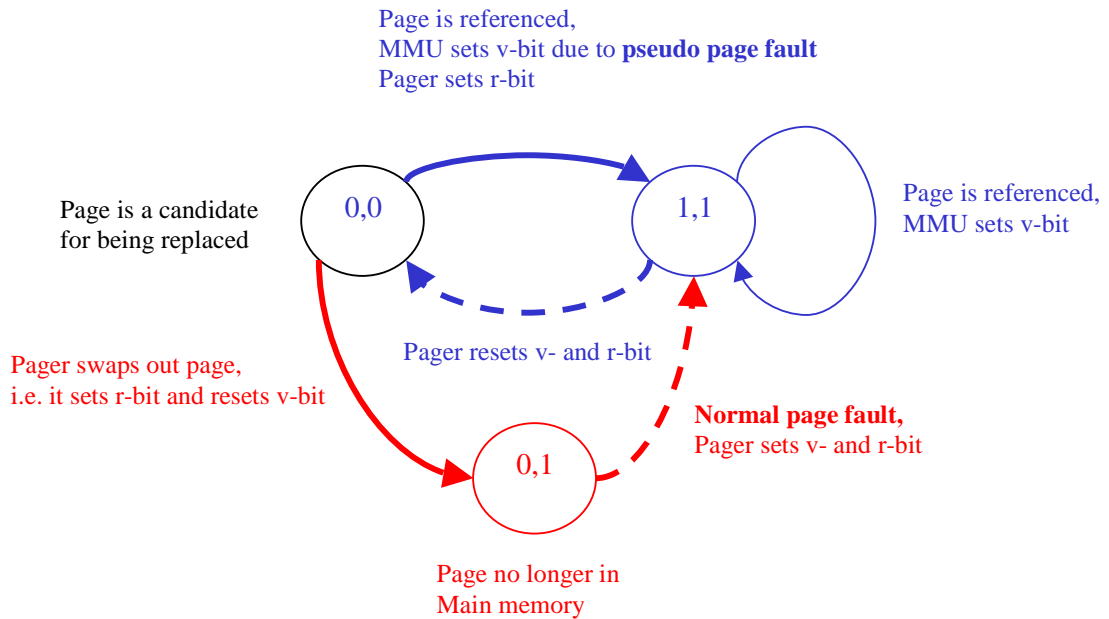 Page is referenced,
MMU sets v-bit due to pseudo page fault
Pager sets r-bit
0,0
1,1
Page is a candidate
for being replaced
Page is referenced,
MMU sets v-bit
Pager resets v- and r-bit
Pager swaps out page,
i.e. it sets r-bit and resets v-bit
Normal page fault,
Pager sets v- and r-bit
0,1
Page no longer in
Main memory